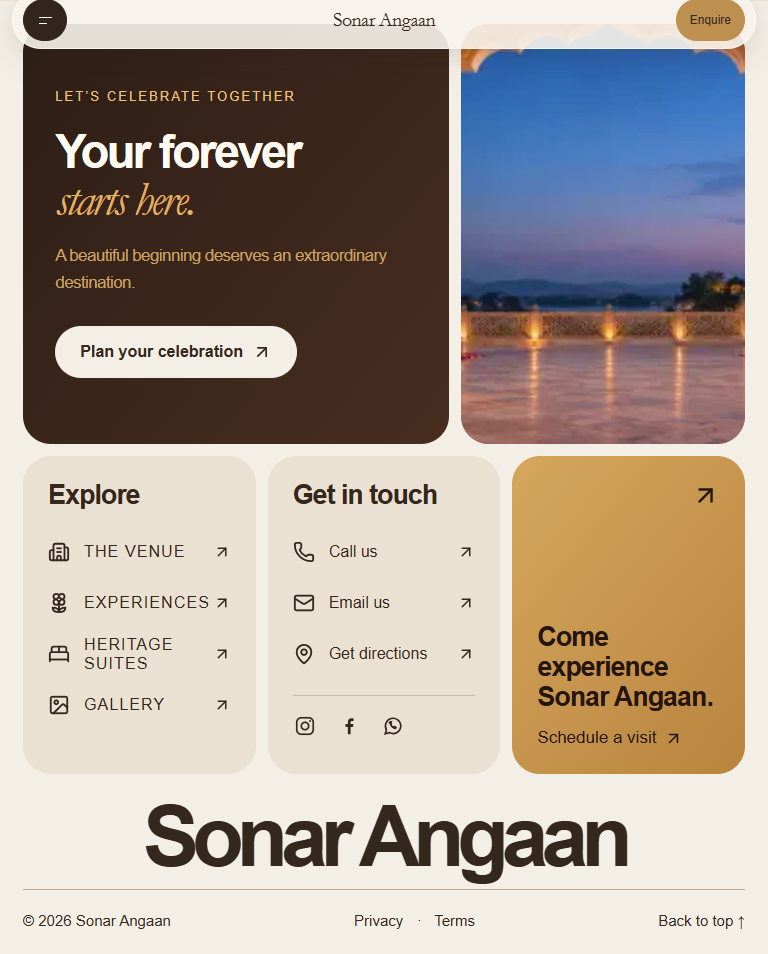 Sonar Angaan
Enquire
LET'S CELEBRATE TOGETHER
Your forever
starts here.
A beautiful beginning deserves an extraordinary
destination.
Plan your celebration
Explore
THE VENUE
EXPERIENCES
HERITAGE
SUITES
GALLERY
Get in touch
Call us
Email us
Get directions
Come
experience
Sonar Angaan.
Schedule a visit
Sonar Angaan
© 2026 Sonar Angaan
Privacy · Terms
Back to top ↑